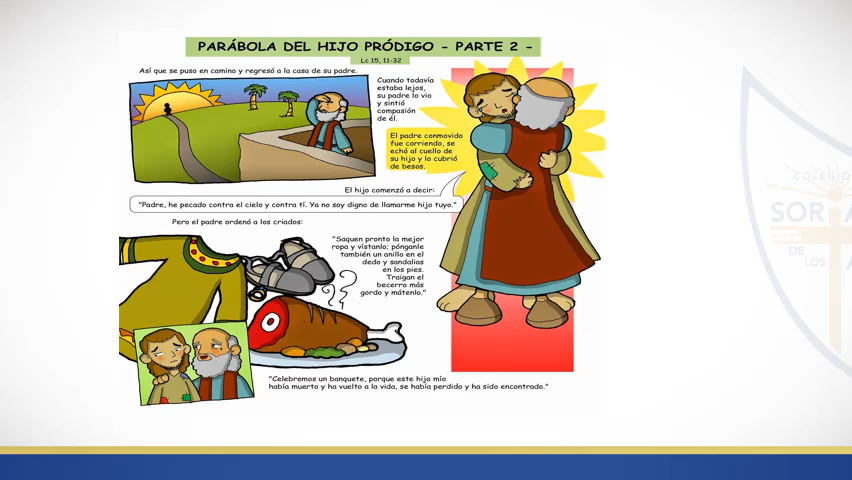 PARÁBOLA DEL HIJO PRÓDIGO - PARTE 2 -
Lc 15, 11-32
Así que se puso en camino y regresó a la casa de su padre.
Cuando todavía
estaba lejos,
su padre lo vio
y sintió
compasión
de él.
El padre conmovido
fue corriendo, se
echó al cuello de
su hijo y lo cubrió
de besos.
El hijo comenzó a decir:
"Padre, he pecado contra el cielo y contra tí. Ya no soy digno de llamarme hijo tuyo."
Pero el padre ordenó a los criados:
"Saquen pronto la mejor
ropa y vístanlo; pónganle
también un anillo en el
dedo y sandalias
en los pies.
Traigan el
becerro más
gordo y mátenlo."
"Celebremos un banquete, porque este hijo mío
había muerto y ha vuelto a la vida, se había perdido y ha sido encontrado."
COLEGIO
DE
LOS